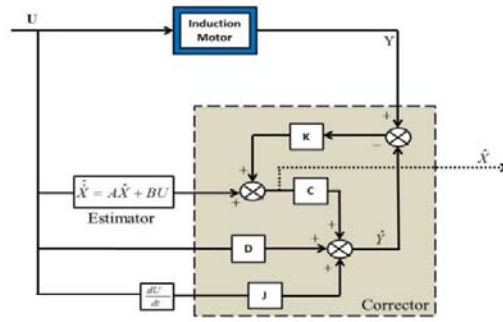 U
Induction
Motor
Y
+
K
−
+
X̂
+
X̂̇ = AX̂ + BU
C
Estimator
+
D
+
Ŷ
+
dU
dt
J
Corrector